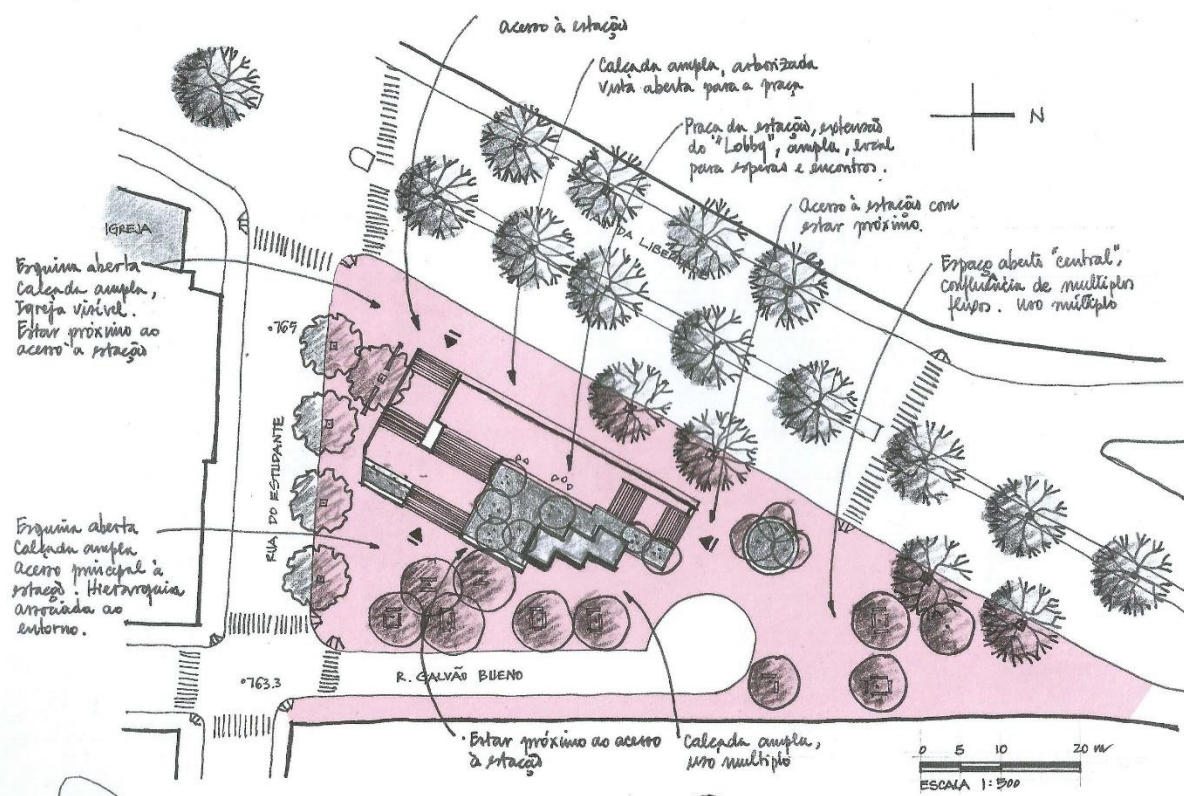 Acesso à estação
Calçada ampla, arborizada
Vista aberta para a praça
Praça da estação, extensão
do "Lobby", ampla, local
para esperas e encontros.
N
Acesso à estação com
estar próximo.
DA LIBER
IGREJA
Espaço aberto "central",
confluência de multiplos
fluxos. uso múltiplo
Esquina aberta
Calçada ampla,
Igreja visível.
Estar próximo ao
acesso à estação
°765
RUA DO ESTUDANTE
Esquina aberta
Calçada ampla
Acesso principal à
estação. Hierarquia
associada ao
entorno.
°763.3
R. GALVÃO BUENO
Estar próximo ao acesso
à estação
Calçada ampla,
uso multiplo
0 5 10 20 m
ESCALA 1:500